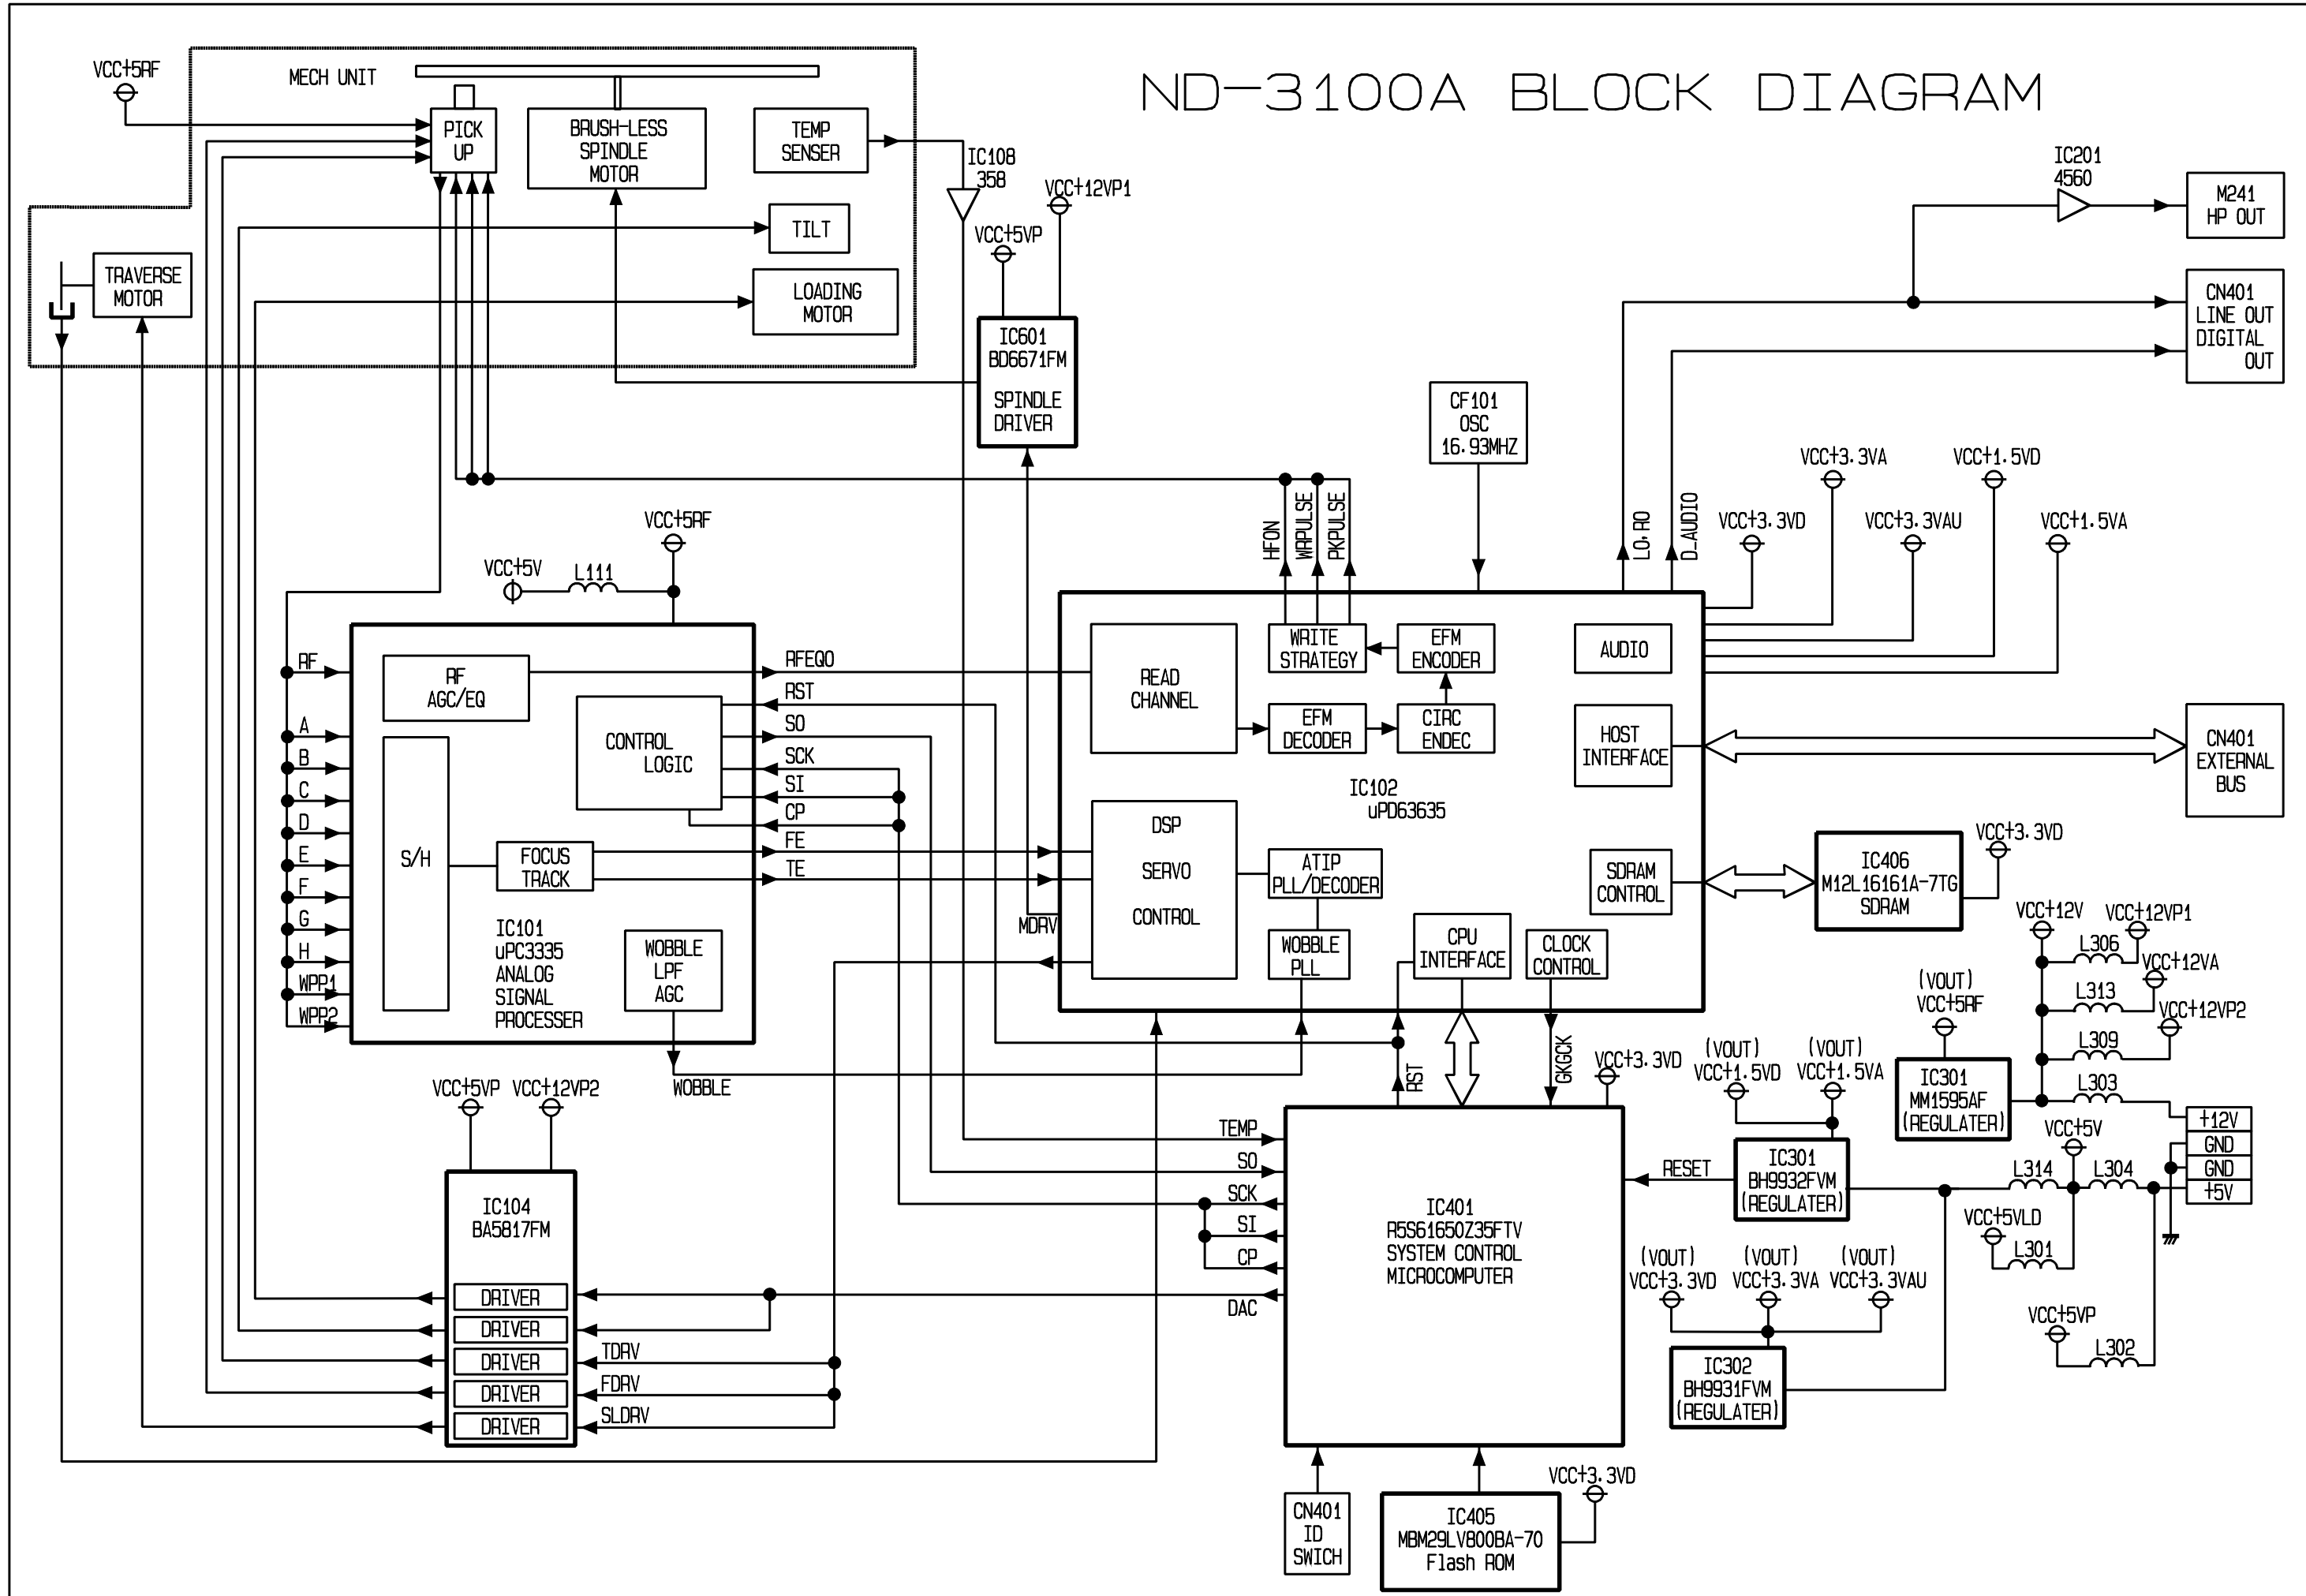 ND-3100A BLOCK DIAGRAM
VCC+5RF
MECH UNIT
PICK
UP
BRUSH-LESS
SPINDLE
MOTOR
TEMP
SENSER
TILT
LOADING
MOTOR
TRAVERSE
MOTOR
IC108
358
VCC+12VP1
VCC+5VP
IC601
BD6671FM
SPINDLE
DRIVER
IC201
4560
M241
HP OUT
CN401
LINE OUT
DIGITAL
OUT
CF101
OSC
16.93MHZ
HFON
WRPULSE
PKPULSE
LO,RO
D_AUDIO
VCC+3.3VA
VCC+1.5VD
VCC+3.3VD
VCC+3.3VAU
VCC+1.5VA
VCC+5RF
VCC+5V
L111
RF
A
B
C
D
E
F
G
H
WPP1
WPP2
RF
AGC/EQ
CONTROL
LOGIC
S/H
FOCUS
TRACK
IC101
uPC3335
ANALOG
SIGNAL
PROCESSER
WOBBLE
LPF
AGC
RFEQO
RST
SO
SCK
SI
CP
FE
TE
MDRV
WOBBLE
READ
CHANNEL
WRITE
STRATEGY
EFM
ENCODER
EFM
DECODER
CIRC
ENDEC
AUDIO
HOST
INTERFACE
IC102
uPD63635
DSP
SERVO
CONTROL
ATIP
PLL/DECODER
WOBBLE
PLL
CPU
INTERFACE
CLOCK
CONTROL
SDRAM
CONTROL
CN401
EXTERNAL
BUS
IC406
M12L16161A-7TG
SDRAM
VCC+3.3VD
RST
GKGCK
VCC+3.3VD
VCC+12V
VCC+12VP1
L306
VCC+12VA
L313
VCC+12VP2
L309
L303
(VOUT)
VCC+5RF
IC301
MM1595AF
(REGULATER)
(VOUT)
VCC+1.5VD
(VOUT)
VCC+1.5VA
IC301
BH9932FVM
(REGULATER)
RESET
VCC+5V
L314
L304
+12V
GND
GND
+5V
VCC+5VLD
L301
VCC+5VP
L302
(VOUT)
VCC+3.3VD
(VOUT)
VCC+3.3VA
(VOUT)
VCC+3.3VAU
IC302
BH9931FVM
(REGULATER)
VCC+5VP
VCC+12VP2
IC104
BA5817FM
DRIVER
DRIVER
DRIVER
DRIVER
DRIVER
TDRV
FDRV
SLDRV
TEMP
SO
SCK
SI
CP
DAC
IC401
R5S61650Z35FTV
SYSTEM CONTROL
MICROCOMPUTER
CN401
ID
SWICH
IC405
MBM29LV800BA-70
Flash ROM
VCC+3.3VD